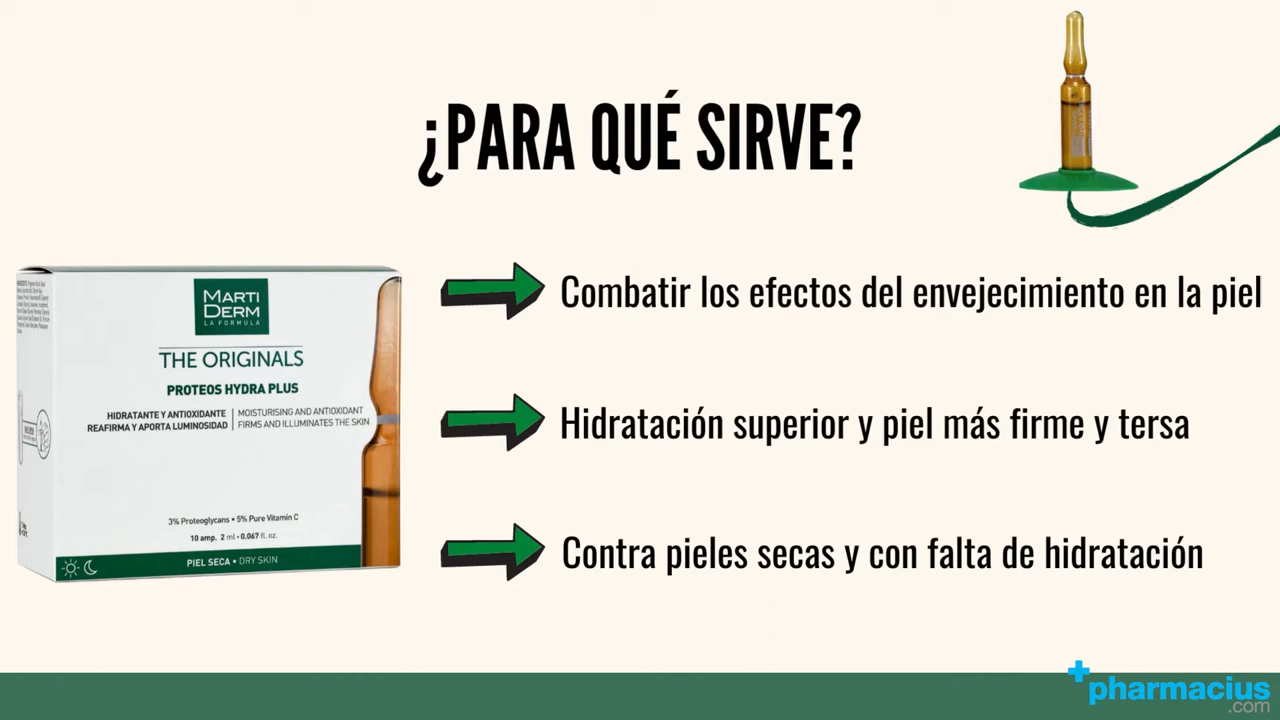 ¿PARA QUÉ SIRVE?
Combatir los efectos del envejecimiento en la piel
Hidratación superior y piel más firme y tersa
Contra pieles secas y con falta de hidratación
MARTI
DERM
LA FORMULA
THE ORIGINALS
PROTEOS HYDRA PLUS
HIDRATANTE Y ANTIOXIDANTE
REAFIRMA Y APORTA LUMINOSIDAD
MOISTURISING AND ANTIOXIDANT
FIRMS AND ILLUMINATES THE SKIN
3% Proteoglycans • 5% Pure Vitamin C
10 amp. 2 ml - 0.067 fl. oz.
PIEL SECA • DRY SKIN
pharmacius
.com